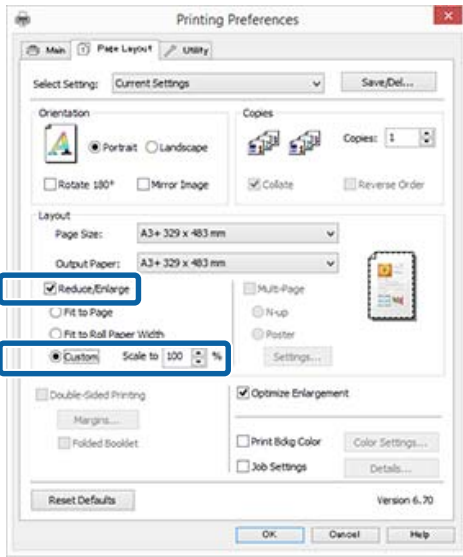 Printing Preferences
Main Page Layout Utility
Select Setting: Current Settings Save/Del...
Orientation
Portrait Landscape
Rotate 180° Mirror Image
Copies
Copies: 1
Collate Reverse Order
Layout
Page Size: A3+ 329 x 483 mm
Output Paper: A3+ 329 x 483 mm
Reduce/Enlarge
Fit to Page
Fit to Roll Paper Width
Custom Scale to 100 %
Multi-Page
N-up
Poster
Settings...
Double-Sided Printing
Margins...
Folded Booklet
Optimize Enlargement
Print Bckg Color Color Settings...
Job Settings Details...
Reset Defaults Version 6.70
OK Cancel Help